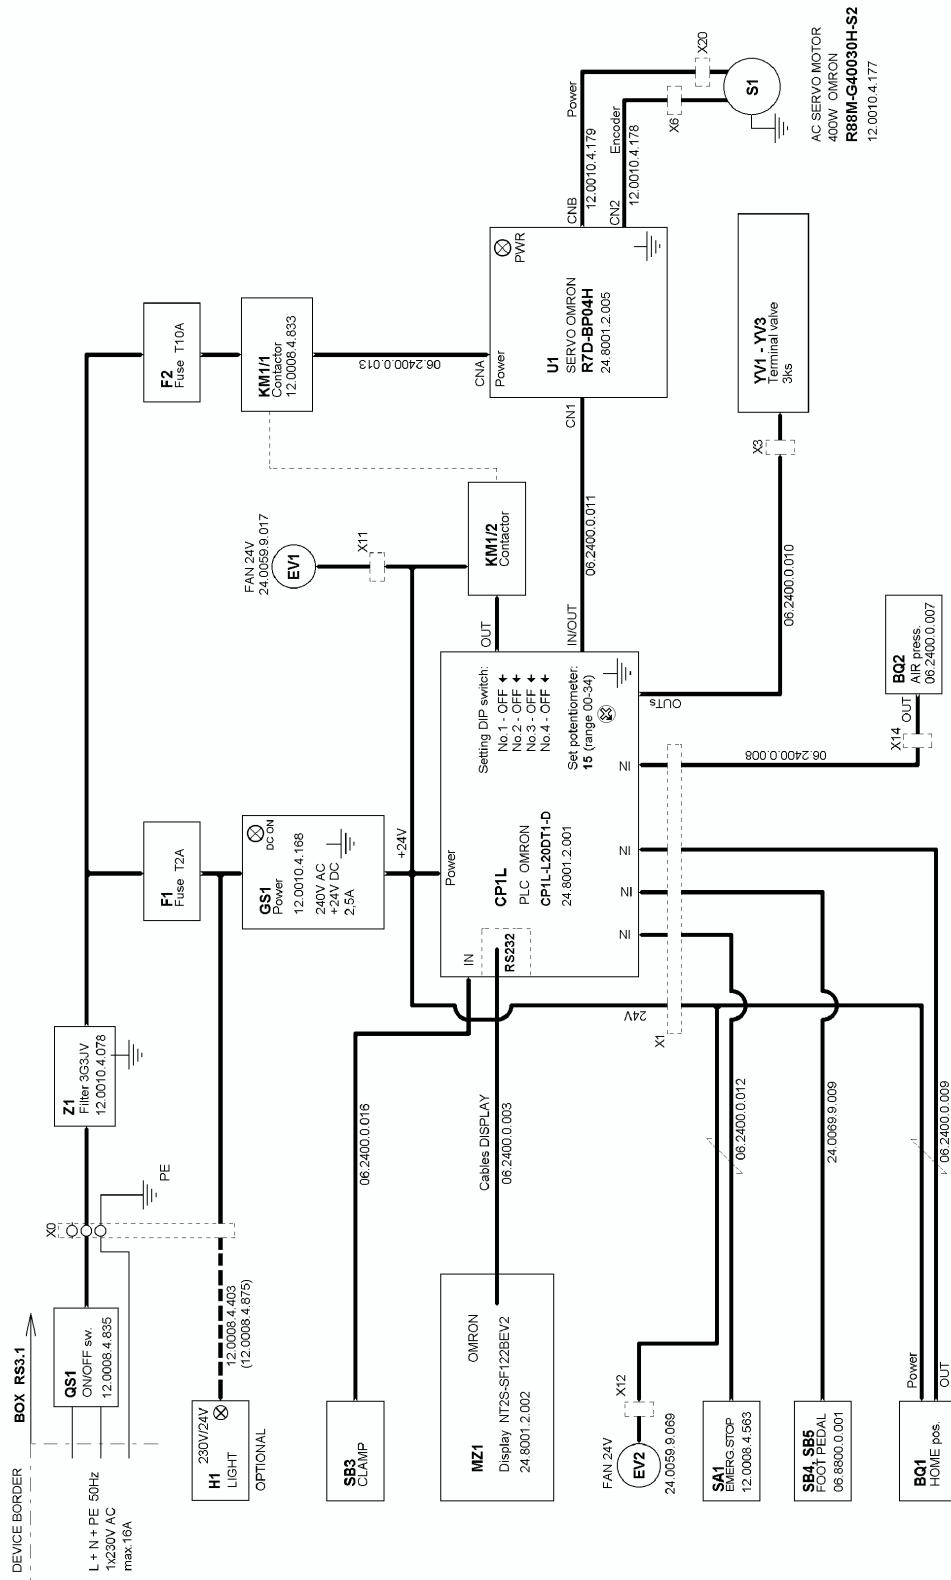 DEVICE BORDER
BOX RS3.1
L + N + PE 50Hz
1x230V AC
max.16A
QS1
ON/OFF sw.
12.0008.4.835
X0
PE
Z1
Filter 3G3JV
12.0010.4.078
F1
Fuse T2A
F2
Fuse T10A
H1
LIGHT
230V/24V
OPTIONAL
12.0008.4.403
(12.0008.4.875)
GS1
Power
DC ON
12.0010.4.168
240V AC
+24V DC
2,5A
+24V
FAN 24V
24.0059.9.017
EV1
X11
KM1/1
Contactor
12.0008.4.833
06.2400.0.013
KM1/2
Contactor
OUT
CNA
Power
PWR
U1
SERVO OMRON
R7D-BP04H
24.8001.2.005
CN1
CNB
CN2
Power
12.0010.4.179
Encoder
12.0010.4.178
X20
X6
S1
AC SERVO MOTOR
400W OMRON
R88M-G40030H-S2
12.0010.4.177
SB3
CLAMP
06.2400.0.016
MZ1
OMRON
Display NT2S-SF122BEV2
24.8001.2.002
Cables DISPLAY
06.2400.0.003
IN
RS232
Power
CP1L
PLC OMRON
CP1L-L20DT1-D
24.8001.2.001
Setting DIP switch:
No.1 - OFF
No.2 - OFF
No.3 - OFF
No.4 - OFF
Set potentiometer:
15 (range 00-34)
IN/OUT
06.2400.0.011
IN
IN
IN
IN
OUTs
24V
X1
X3
06.2400.0.010
YV1 - YV3
Terminal valve
3ks
FAN 24V
EV2
24.0059.9.069
X12
SA1
EMERG.STOP
12.0008.4.563
06.2400.0.012
SB4, SB5
FOOT PEDAL
06.8800.0.001
24.0069.9.009
06.2400.0.008
X14
OUT
BQ2
AIR press.
06.2400.0.007
BQ1
HOME pos.
Power
OUT
06.2400.0.009